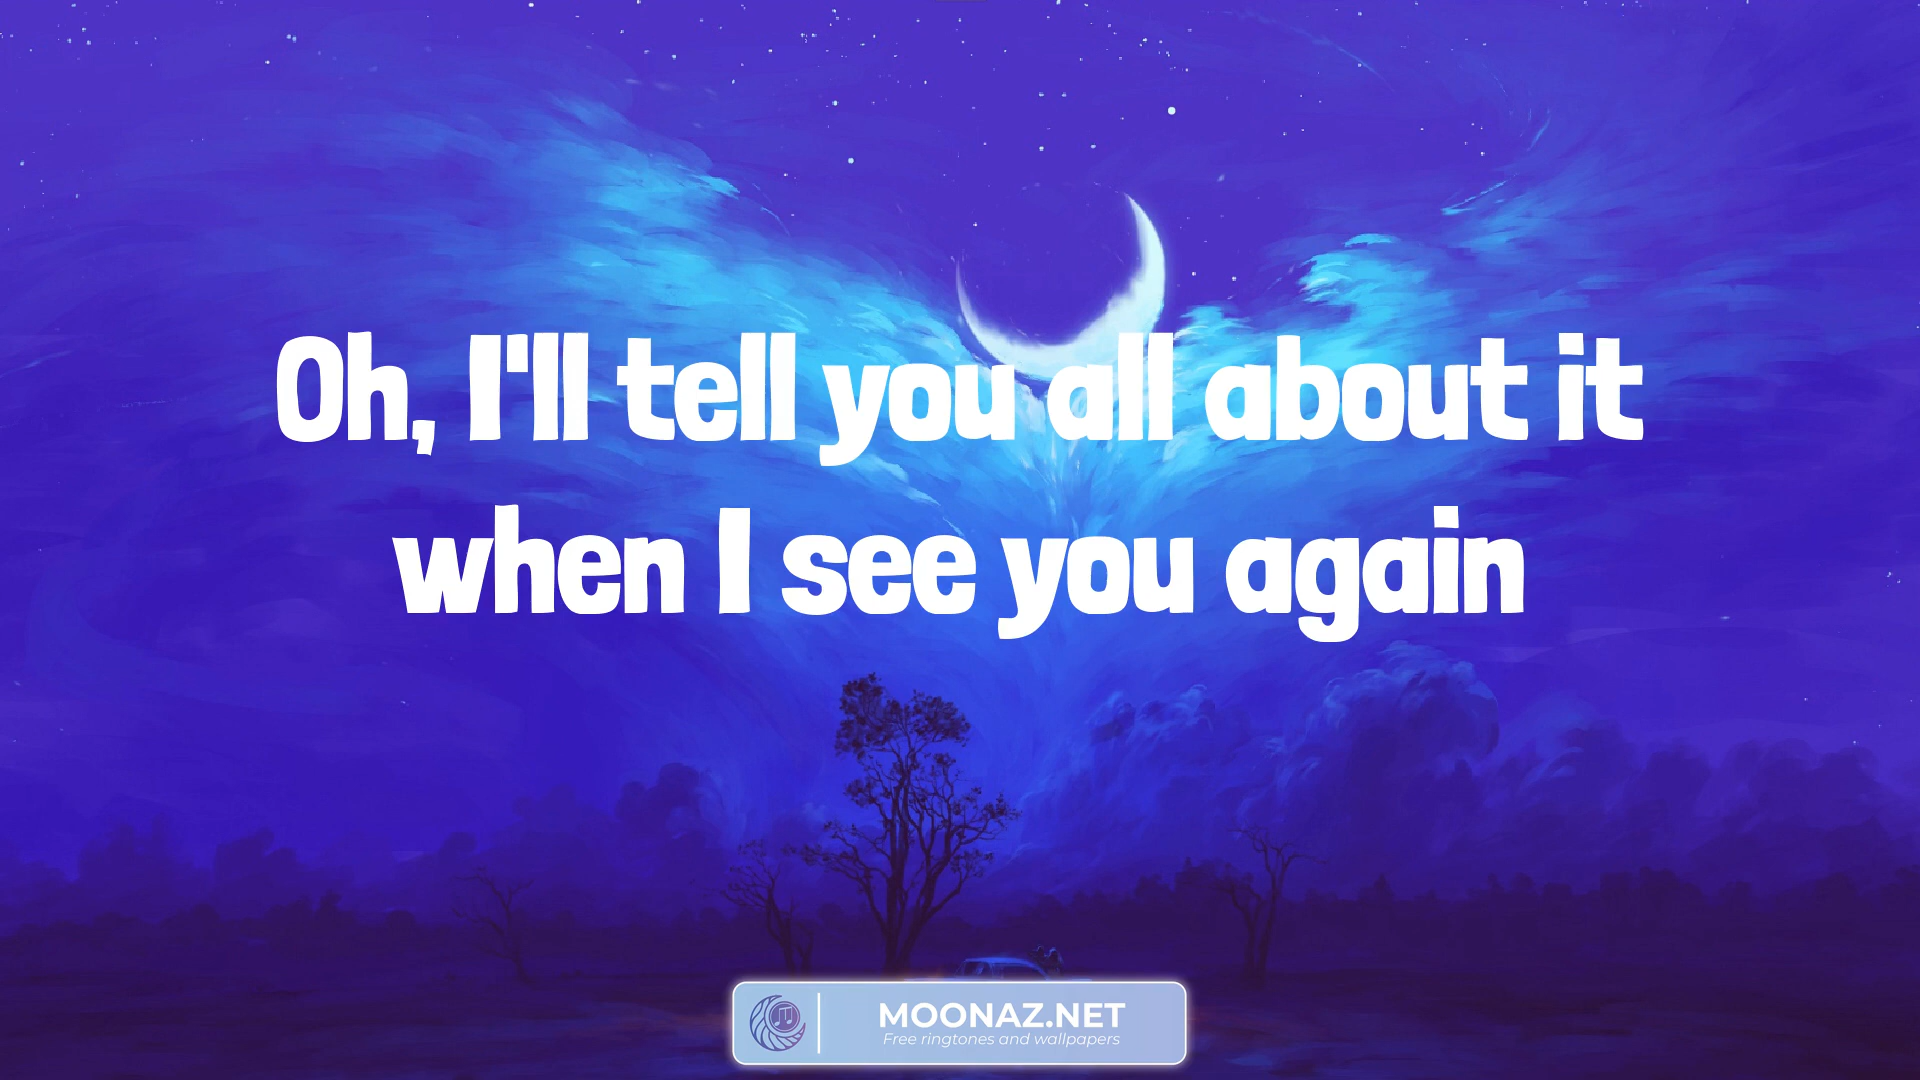 Oh, I'll tell you all about it
when I see you again
MOONAZ.NET
Free ringtones and wallpapers